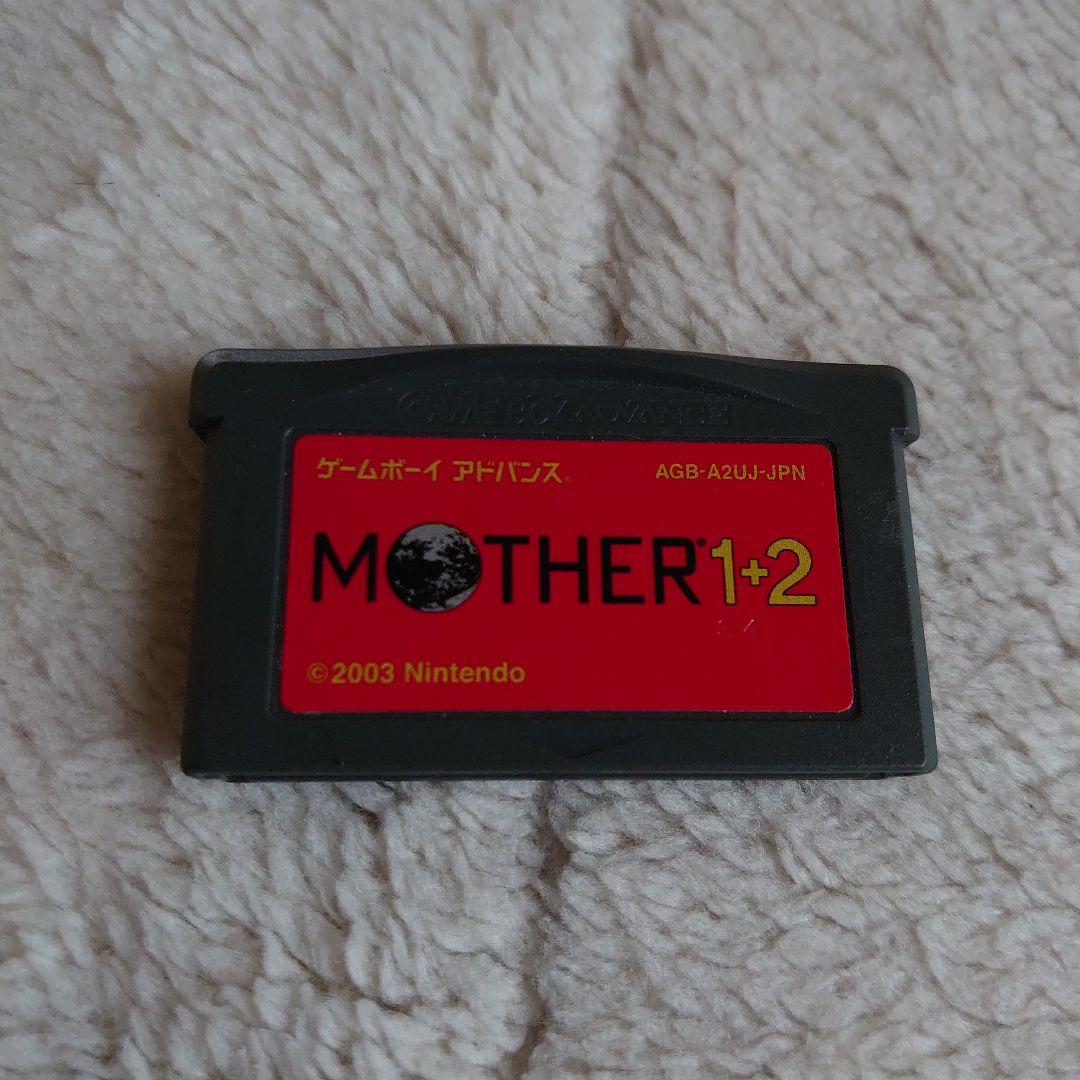 GAME BOY ADVANCE
ゲームボーイ アドバンス®
AGB-A2UJ-JPN
MOTHER® 1+2
©2003 Nintendo